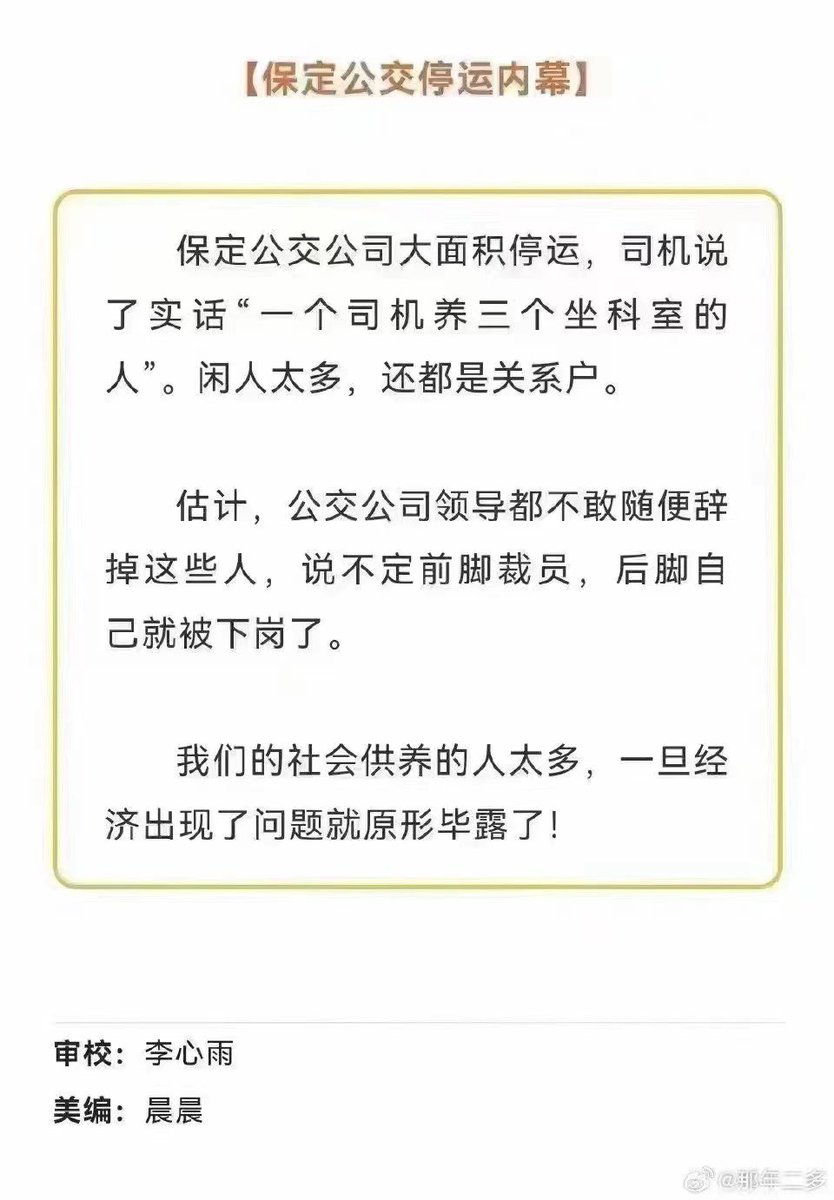 【保定公交停运内幕】
保定公交公司大面积停运，司机说
了实话“一个司机养三个坐科室的
人”。闲人太多，还都是关系户。
估计，公交公司领导都不敢随便辞
掉这些人，说不定前脚裁员，后脚自
己就被下岗了。
我们的社会供养的人太多，一旦经
济出现了问题就原形毕露了！
审校：李心雨
美编：晨晨
@那年二多